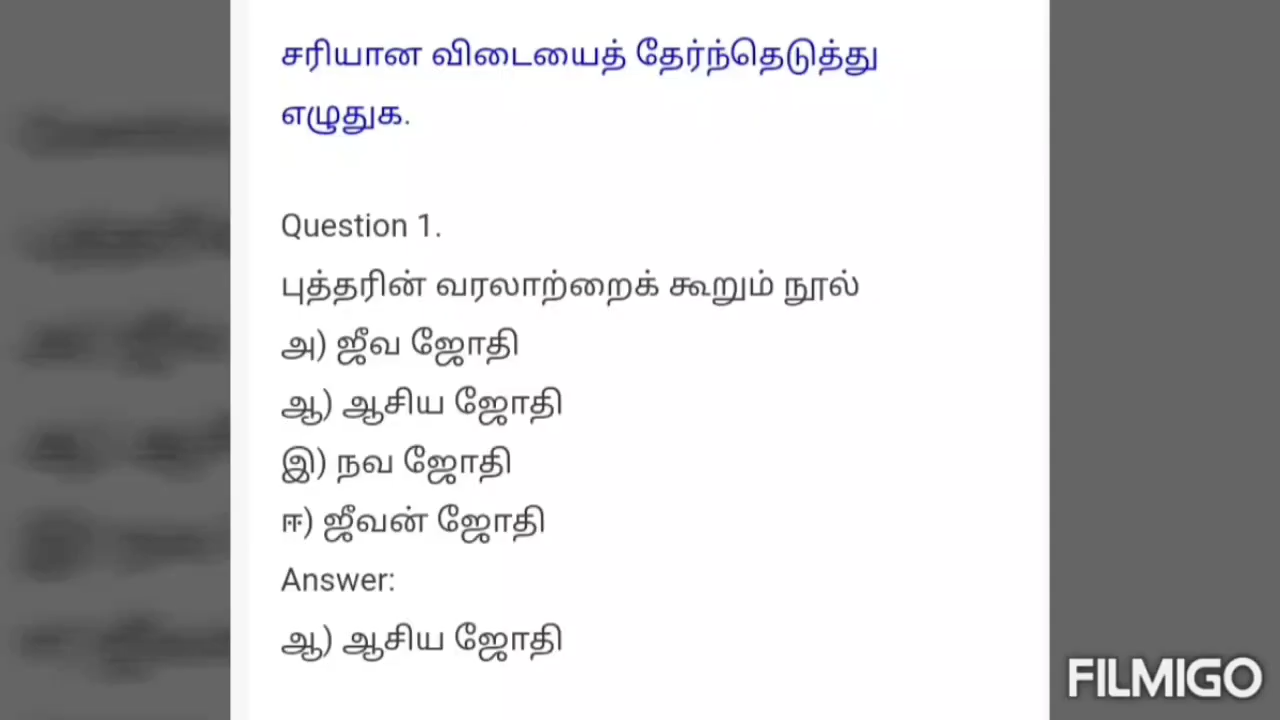 சரியான விடையைத் தேர்ந்தெடுத்து
எழுதுக.
Question 1.
புத்தரின் வரலாற்றைக் கூறும் நூல்
அ) ஜீவ ஜோதி
ஆ) ஆசிய ஜோதி
இ) நவ ஜோதி
ஈ) ஜீவன் ஜோதி
Answer:
ஆ) ஆசிய ஜோதி
FILMIGO